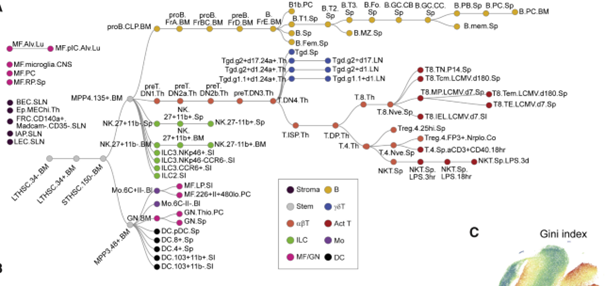 B1b.PC
B.T2.
Sp
B.T3.
Sp
B.Fo.
Sp
B.GC.CB
Sp
B.GC.CC.
Sp
B.PB.Sp
B.PC.Sp
B.PC.BM
B.mem.Sp
proB.CLP.BM
proB.
FrA.BM
proB.
FrBC.BM
preB.
FrD.BM
B.
FrE.BM
B.T1.Sp
B.Sp
B.MZ.Sp
B.Fem.Sp
MF.Alv.Lu
MF.pIC.Alv.Lu
MF.microglia.CNS
MF.PC
MF.RP.Sp
Tgd.Sp
Tgd.g2+d17.24a+.Th
Tgd.g2+d17.LN
Tgd.g2+d1.24a+.Th
Tgd.g2+d1.LN
Tgd.g1.1+d1.24a+.Th
Tgd.g1.1+d1.LN
MPP4.135+.BM
preT.
DN1.Th
preT.
DN2a.Th
preT.
DN2b.Th
preT.DN3.Th
T.DN4.Th
T8.TN.P14.Sp
T8.Tcm.LCMV.d180.Sp
T8.MP.LCMV.d7.Sp
T8.Tem.LCMV.d180.Sp
T8.TE.LCMV.d7.Sp
T8.IEL.LCMV.d7.SI
T.8.Th
T.8.Nve.Sp
BEC.SLN
Ep.MEChi.Th
FRC.CD140a+.
Madcam-.CD35-.SLN
IAP.SLN
LEC.SLN
NK.27+11b-.Sp
NK.
27+11b+.Sp
NK.27-11b+.Sp
NK.27+11b-.BM
NK.
27+11b+.BM
NK.27-11b+.BM
T.ISP.Th
T.DP.Th
T.4.Th
Treg.4.25hi.Sp
Treg.4.FP3+.Nrplo.Co
T.4.Nve.Sp
T.4.Sp.aCD3+CD40.18hr
NKT.Sp
NKT.Sp.
LPS.3hr
NKT.Sp.
LPS.18hr
NKT.Sp.LPS.3d
ILC3.NKp46+.SI
ILC3.NKp46-CCR6-.SI
ILC3.CCR6+.SI
ILC2.SI
LTHSC.34-.BM
LTHSC.34+.BM
STHSC.150-.BM
MPP3.48+.BM
Mo.6C+II-.Bl
Mo.6C-II-.Bl
MF.LP.SI
MF.226+II+480lo.PC
GN.BM
GN.Thio.PC
GN.Sp
DC.pDC.Sp
DC.8+.Sp
DC.4+.Sp
DC.103+11b+.SI
DC.103+11b-.SI
Stroma
B
Stem
γδT
αβT
Act T
ILC
Mo
MF/GN
DC
B
C
Gini index